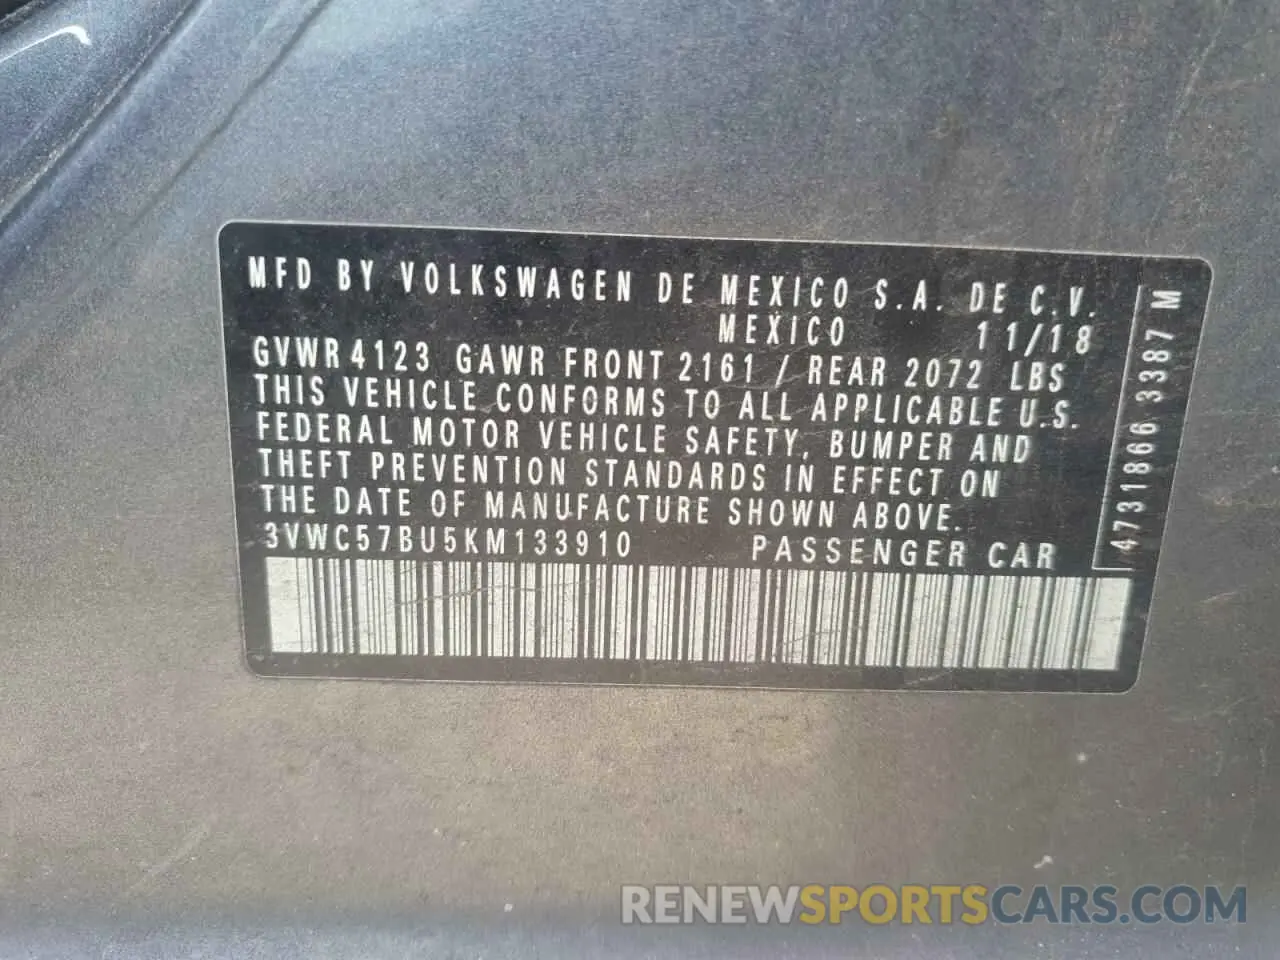 MFD BY VOLKSWAGEN DE MEXICO S.A. DE C.V.
MEXICO 11/18
GVWR 4123 GAWR FRONT 2161 / REAR 2072 LBS
THIS VEHICLE CONFORMS TO ALL APPLICABLE U.S.
FEDERAL MOTOR VEHICLE SAFETY, BUMPER AND
THEFT PREVENTION STANDARDS IN EFFECT ON
THE DATE OF MANUFACTURE SHOWN ABOVE.
3VWC57BU5KM133910 PASSENGER CAR
4731866 3387 M
RENEWSPORTSCARS.COM